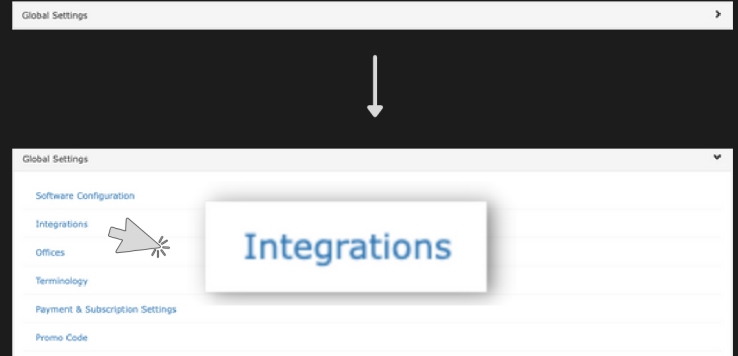 Global Settings
Global Settings
Software Configuration
Integrations
Integrations
Offices
Terminology
Payment & Subscription Settings
Promo Code